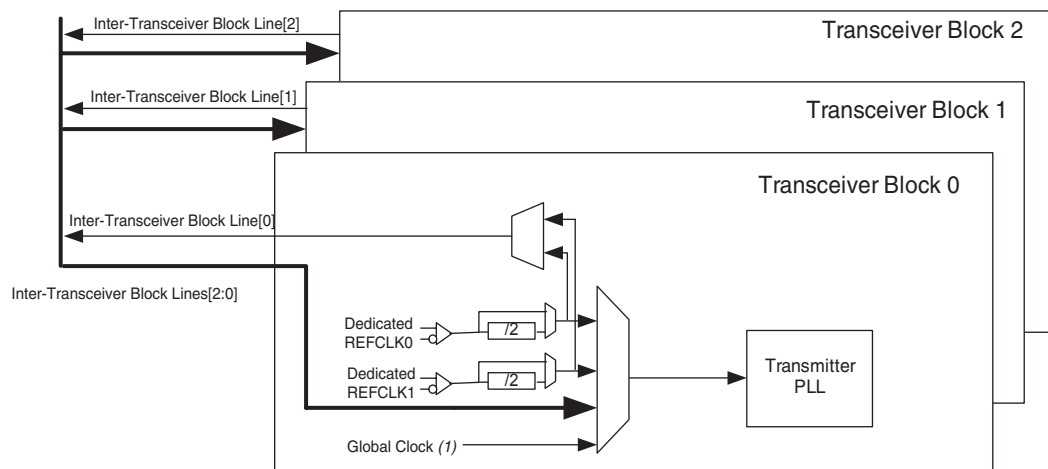 Inter-Transceiver Block Line[2]
Transceiver Block 2
Inter-Transceiver Block Line[1]
Transceiver Block 1
Transceiver Block 0
Inter-Transceiver Block Line[0]
Inter-Transceiver Block Lines[2:0]
Dedicated
REFCLK0
/2
Dedicated
REFCLK1
/2
Transmitter
PLL
Global Clock (1)